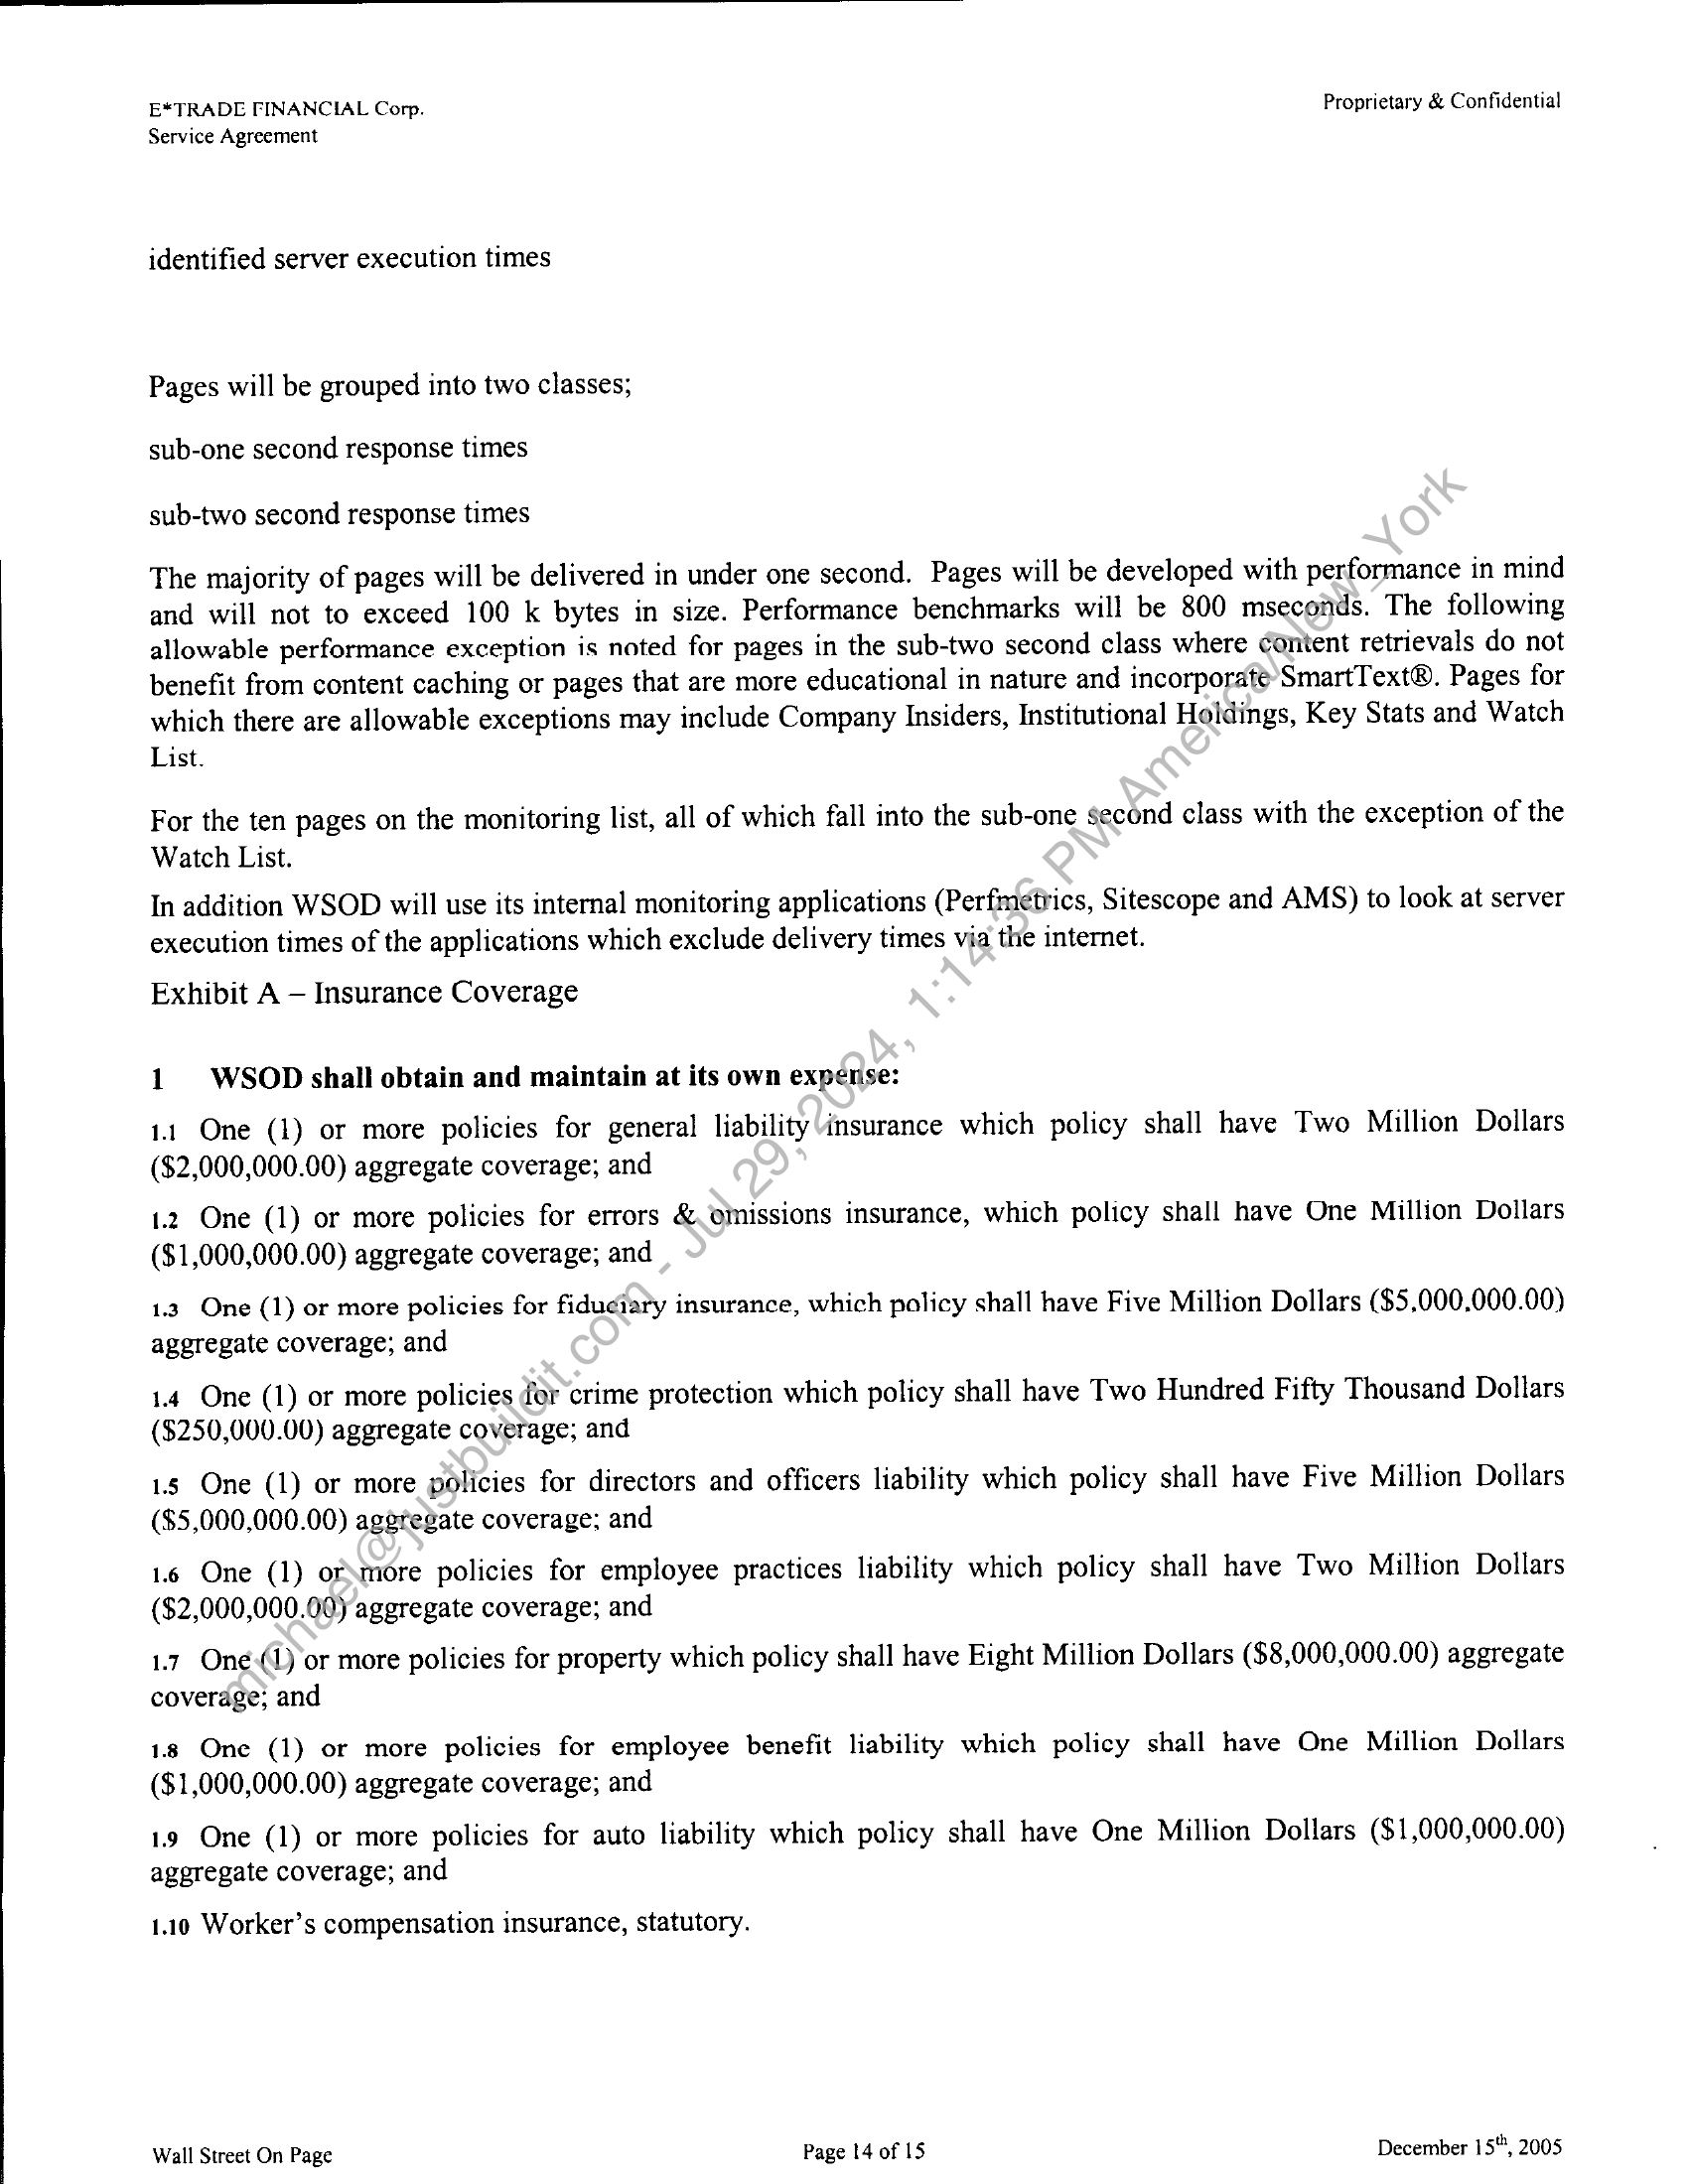 E*TRADE FINANCIAL Corp.
Service Agreement
Proprietary & Confidential
identified server execution times
Pages will be grouped into two classes;
sub-one second response times
sub-two second response times
The majority of pages will be delivered in under one second. Pages will be developed with performance in mind
and will not to exceed 100 k bytes in size. Performance benchmarks will be 800 mseconds. The following
allowable performance exception is noted for pages in the sub-two second class where content retrievals do not
benefit from content caching or pages that are more educational in nature and incorporate SmartText®. Pages for
which there are allowable exceptions may include Company Insiders, Institutional Holdings, Key Stats and Watch
List.
For the ten pages on the monitoring list, all of which fall into the sub-one second class with the exception of the
Watch List.
In addition WSOD will use its internal monitoring applications (Perfmetrics, Sitescope and AMS) to look at server
execution times of the applications which exclude delivery times via the internet.
Exhibit A – Insurance Coverage
1 WSOD shall obtain and maintain at its own expense:
1.1 One (1) or more policies for general liability insurance which policy shall have Two Million Dollars
($2,000,000.00) aggregate coverage; and
1.2 One (1) or more policies for errors & omissions insurance, which policy shall have One Million Dollars
($1,000,000.00) aggregate coverage; and
1.3 One (1) or more policies for fiduciary insurance, which policy shall have Five Million Dollars ($5,000,000.00)
aggregate coverage; and
1.4 One (1) or more policies for crime protection which policy shall have Two Hundred Fifty Thousand Dollars
($250,000.00) aggregate coverage; and
1.5 One (1) or more policies for directors and officers liability which policy shall have Five Million Dollars
($5,000,000.00) aggregate coverage; and
1.6 One (1) or more policies for employee practices liability which policy shall have Two Million Dollars
($2,000,000.00) aggregate coverage; and
1.7 One (1) or more policies for property which policy shall have Eight Million Dollars ($8,000,000.00) aggregate
coverage; and
1.8 One (1) or more policies for employee benefit liability which policy shall have One Million Dollars
($1,000,000.00) aggregate coverage; and
1.9 One (1) or more policies for auto liability which policy shall have One Million Dollars ($1,000,000.00)
aggregate coverage; and
1.10 Worker's compensation insurance, statutory.
michael@justbuildit.com - Jul 29, 2024, 1:14:36 PM America/New_York
Wall Street On Page
Page 14 of 15
December 15th, 2005